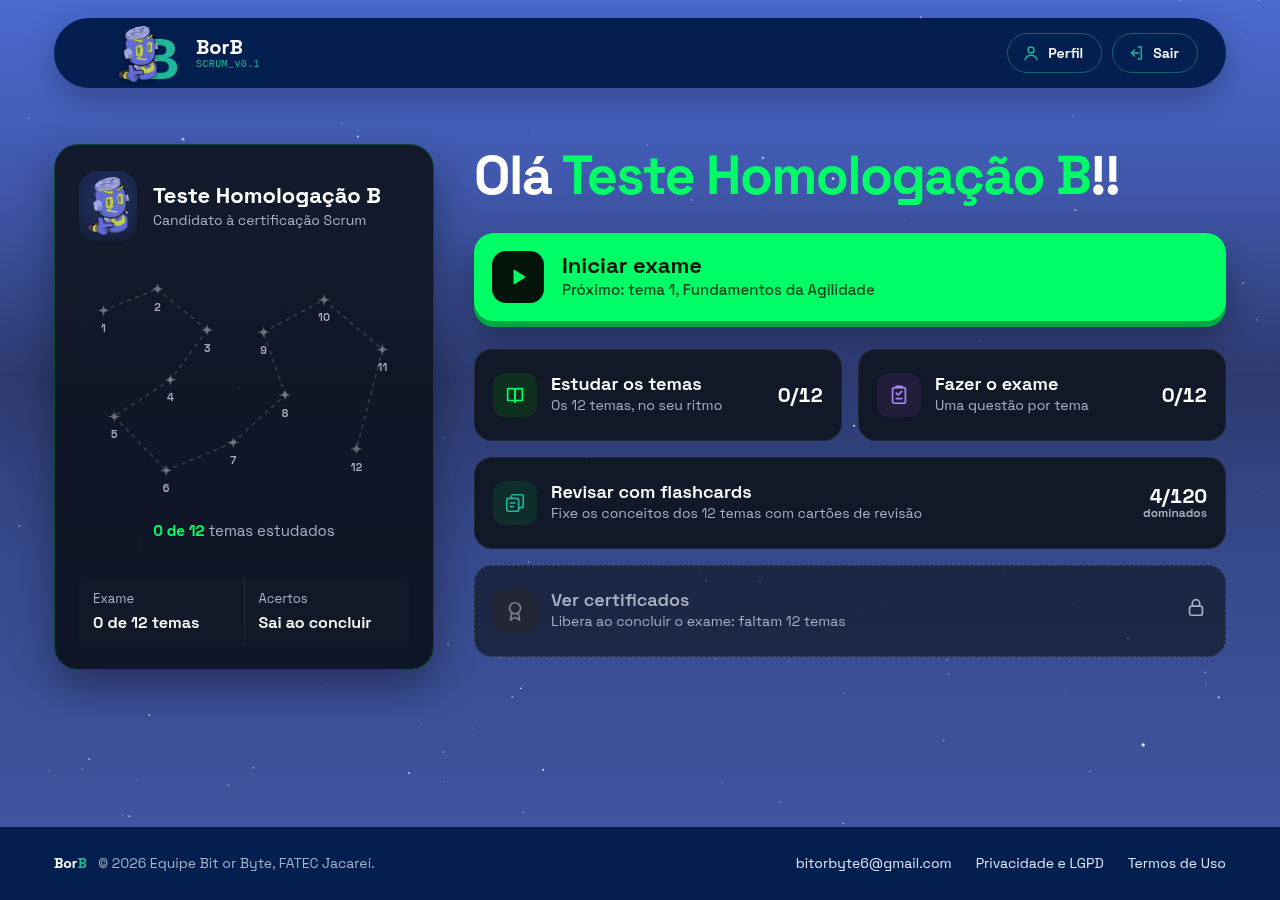 B
BorB
SCRUM_v0.1
Perfil
Sair
Teste Homologação B
Candidato à certificação Scrum
1
2
3
4
5
6
7
8
9
10
11
12
0 de 12 temas estudados
Exame
0 de 12 temas
Acertos
Sai ao concluir
Olá Teste Homologação B!!
Iniciar exame
Próximo: tema 1, Fundamentos da Agilidade
Estudar os temas
Os 12 temas, no seu ritmo
0/12
Fazer o exame
Uma questão por tema
0/12
Revisar com flashcards
Fixe os conceitos dos 12 temas com cartões de revisão
4/120
dominados
Ver certificados
Libera ao concluir o exame: faltam 12 temas
BorB © 2026 Equipe Bit or Byte, FATEC Jacareí.
bitorbyte6@gmail.com
Privacidade e LGPD
Termos de Uso